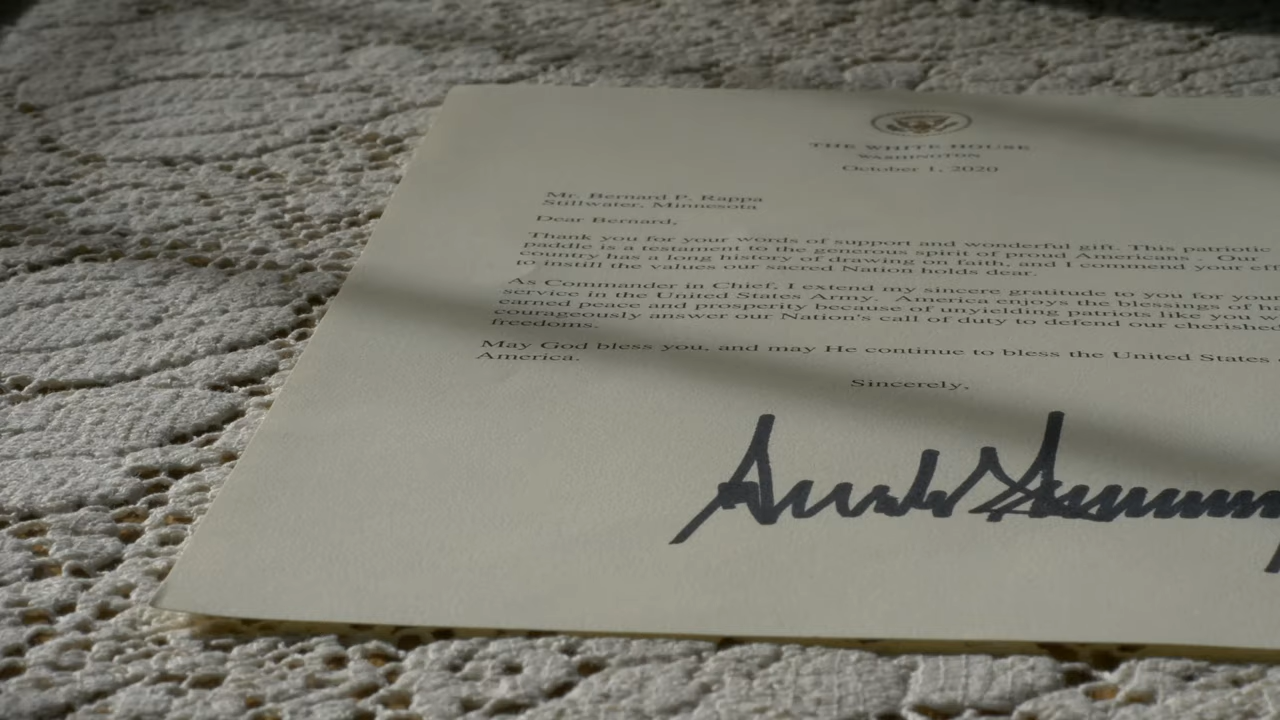 THE WHITE HOUSE
WASHINGTON
October 1, 2020
Mr. Bernard P. Rappa
Stillwater, Minnesota
Dear Bernard,
Thank you for your words of support and wonderful gift. This patriotic
paddle is a testament to the generous spirit of proud Americans. Our
country has a long history of drawing on faith, and I commend your
to instill the values our sacred Nation holds dear.
As Commander in Chief, I extend my sincere gratitude to you for your
service in the United States Army. America enjoys the blessings of
earned peace and prosperity because of unyielding patriots like you
courageously answer our Nation's call of duty to defend our cherished
freedoms.
May God bless you, and may He continue to bless the United States
America.
Sincerely,